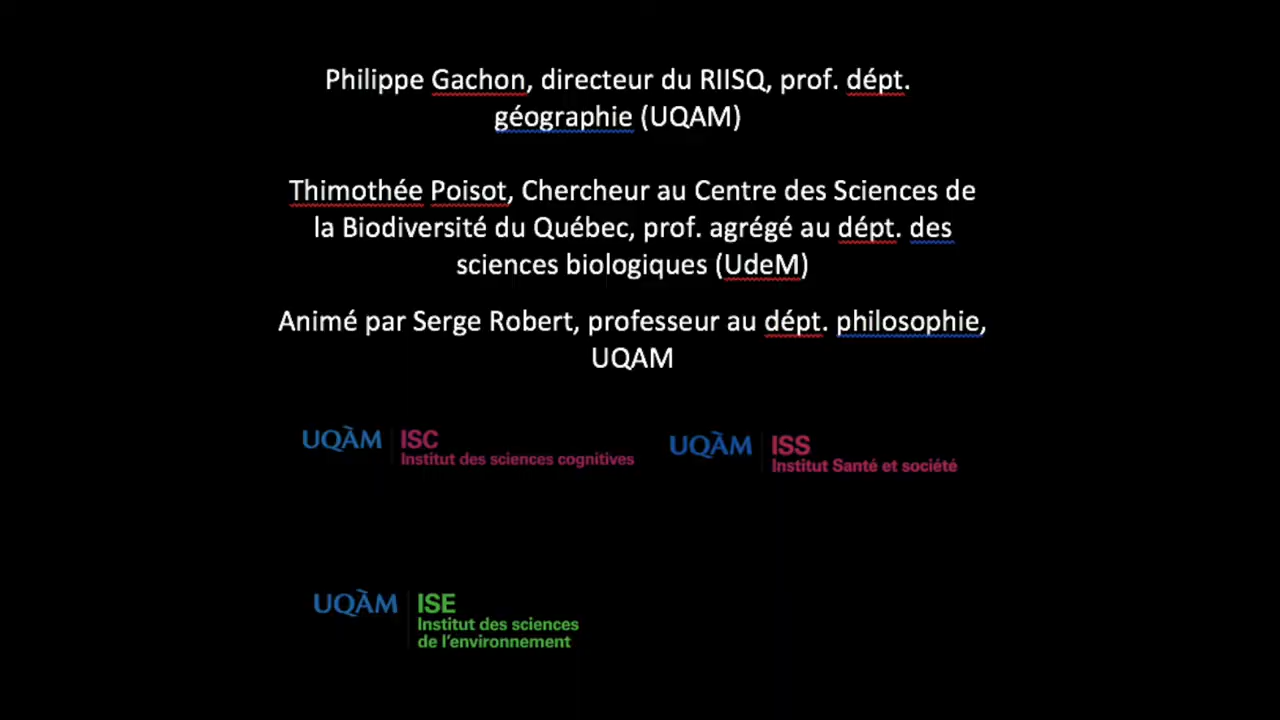 Philippe Gachon, directeur du RIISQ, prof. dépt.
géographie (UQAM)
Thimothée Poisot, Chercheur au Centre des Sciences de
la Biodiversité du Québec, prof. agrégé au dépt. des
sciences biologiques (UdeM)
Animé par Serge Robert, professeur au dépt. philosophie,
UQAM
UQÀM ISC
Institut des sciences cognitives
UQÀM ISS
Institut Santé et société
UQÀM ISE
Institut des sciences
de l'environnement